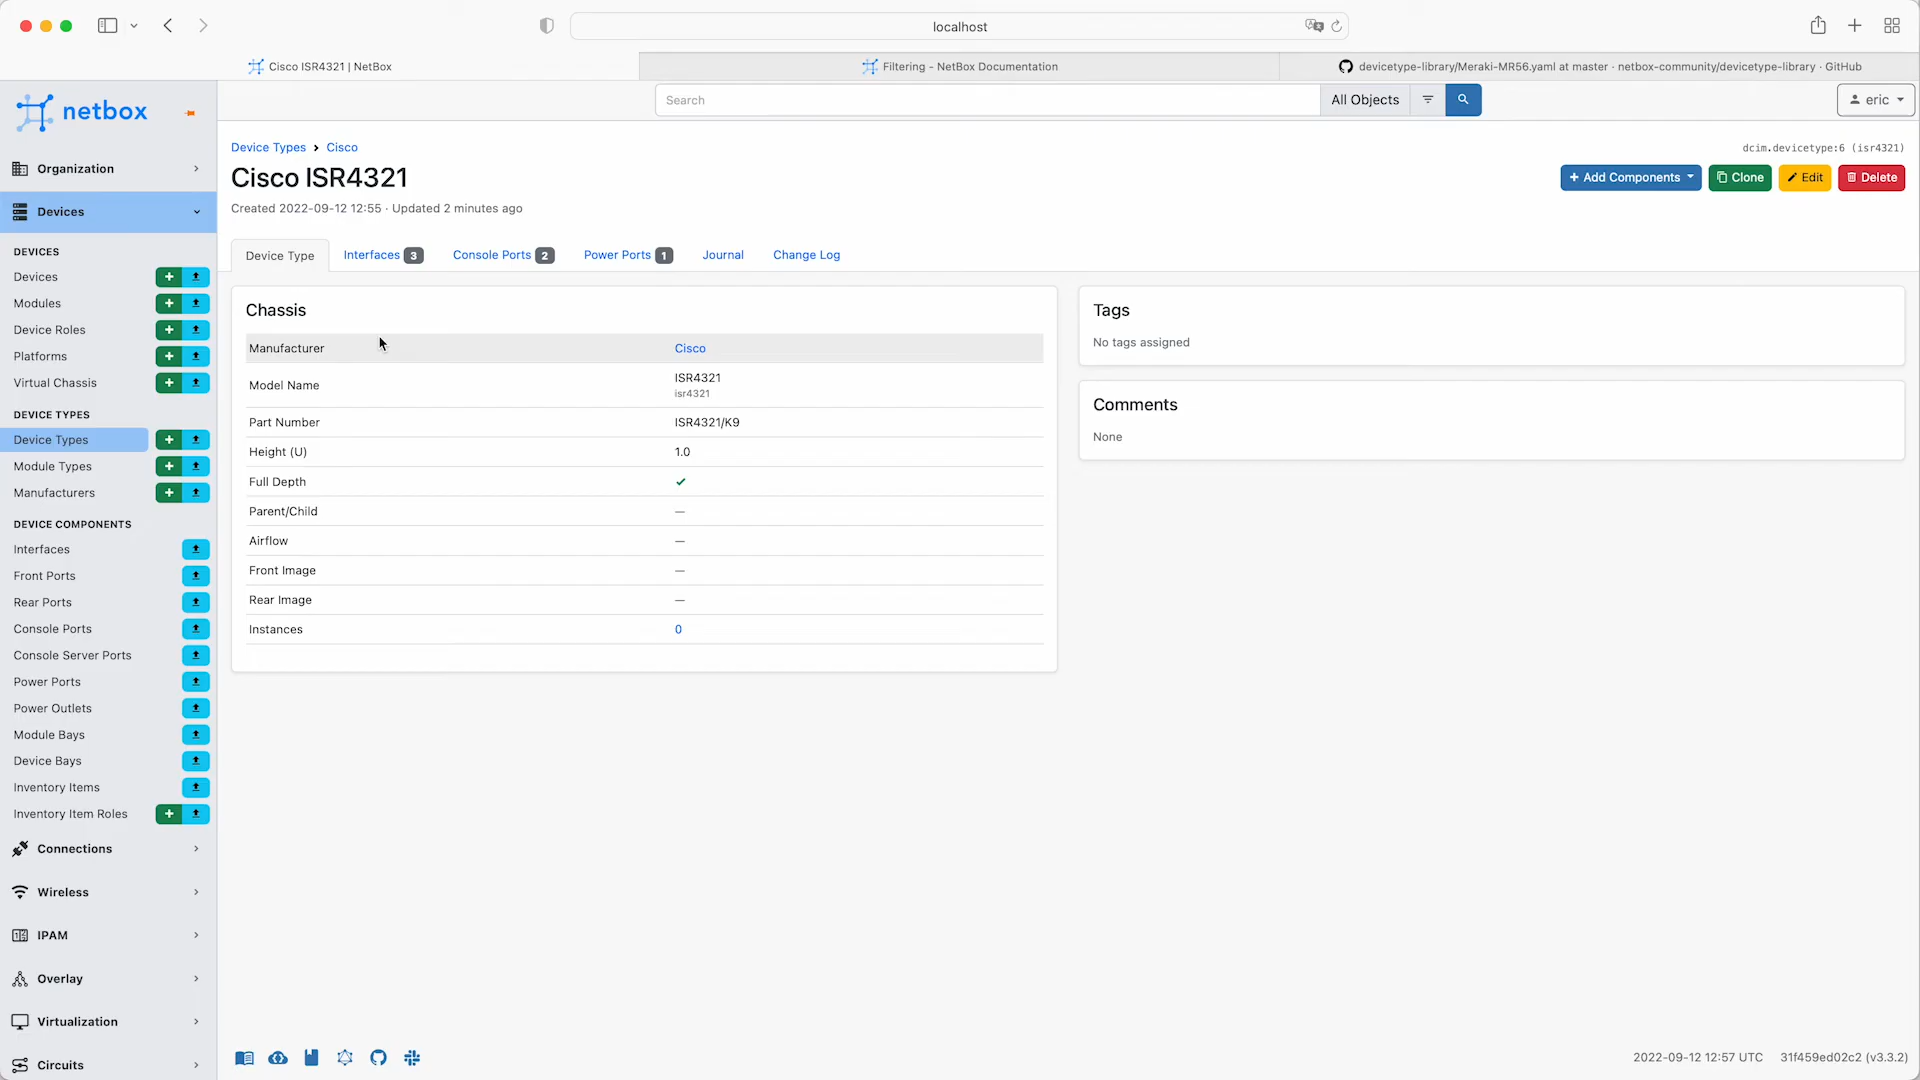 localhost
Cisco ISR4321 | NetBox
Filtering - NetBox Documentation
devicetype-library/Meraki-MR56.yaml at master · netbox-community/devicetype-library · GitHub
netbox
Search
All Objects
eric
Organization
Devices
DEVICES
Devices
Modules
Device Roles
Platforms
Virtual Chassis
DEVICE TYPES
Device Types
Module Types
Manufacturers
DEVICE COMPONENTS
Interfaces
Front Ports
Rear Ports
Console Ports
Console Server Ports
Power Ports
Power Outlets
Module Bays
Device Bays
Inventory Items
Inventory Item Roles
Connections
Wireless
IPAM
Overlay
Virtualization
Circuits
Device Types > Cisco
dcim.devicetype:6 (isr4321)
Cisco ISR4321
Add Components
Clone
Edit
Delete
Created 2022-09-12 12:55 · Updated 2 minutes ago
Device Type
Interfaces 3
Console Ports 2
Power Ports 1
Journal
Change Log
Chassis
Manufacturer Cisco
Model Name ISR4321
isr4321
Part Number ISR4321/K9
Height (U) 1.0
Full Depth
Parent/Child —
Airflow —
Front Image —
Rear Image —
Instances 0
Tags
No tags assigned
Comments
None
2022-09-12 12:57 UTC 31f459ed02c2 (v3.3.2)